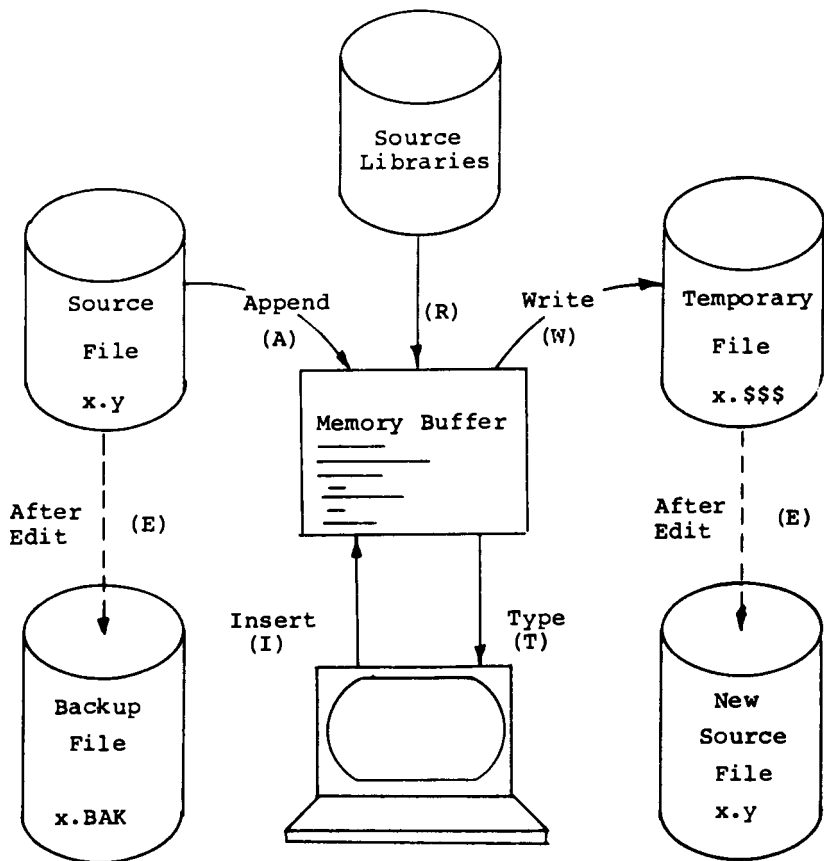 Source
Libraries
Source
File
x.y
Append
(A)
(R)
Write
(W)
Temporary
File
x.$$$
Memory Buffer
After
Edit
(E)
After
Edit
(E)
Insert
(I)
Type
(T)
Backup
File
x.BAK
New
Source
File
x.y